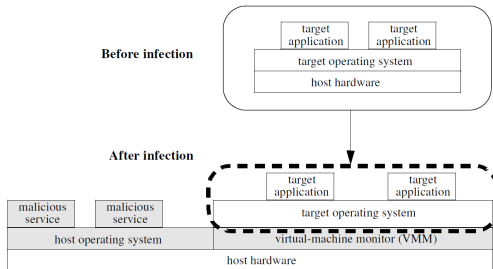 target application
target application
Before infection
target operating system
host hardware
After infection
target application
target application
malicious service
malicious service
target operating system
host operating system
virtual-machine monitor (VMM)
host hardware